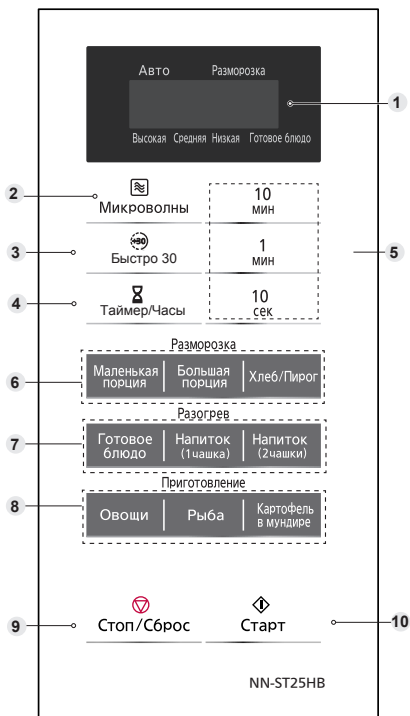 Авто Разморозка
1
Высокая Средняя Низкая Готовое блюдо
2
Микроволны
10
мин
3
+30
Быстро 30
1
мин
5
4
Таймер/Часы
10
сек
Разморозка
6
Маленькая
порция
Большая
порция
Хлеб/Пирог
Разогрев
7
Готовое
блюдо
Напиток
(1чашка)
Напиток
(2чашки)
Приготовление
8
Овощи
Рыба
Картофель
в мундире
9
Стоп/Сброс
Старт
10
NN-ST25HB